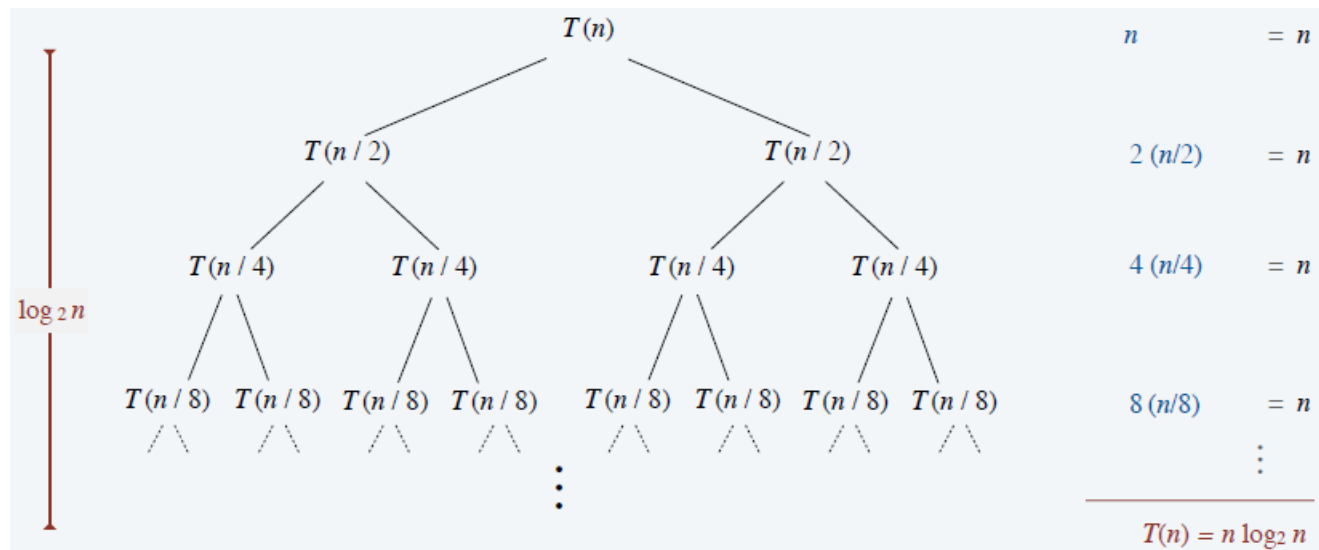 T(n) n = n
T(n / 2) T(n / 2) 2 (n/2) = n
T(n / 4) T(n / 4) T(n / 4) T(n / 4) 4 (n/4) = n
log 2 n
T(n / 8) T(n / 8) T(n / 8) T(n / 8) T(n / 8) T(n / 8) T(n / 8) T(n / 8) 8 (n/8) = n
⋮ ⋮
T(n) = n log2 n